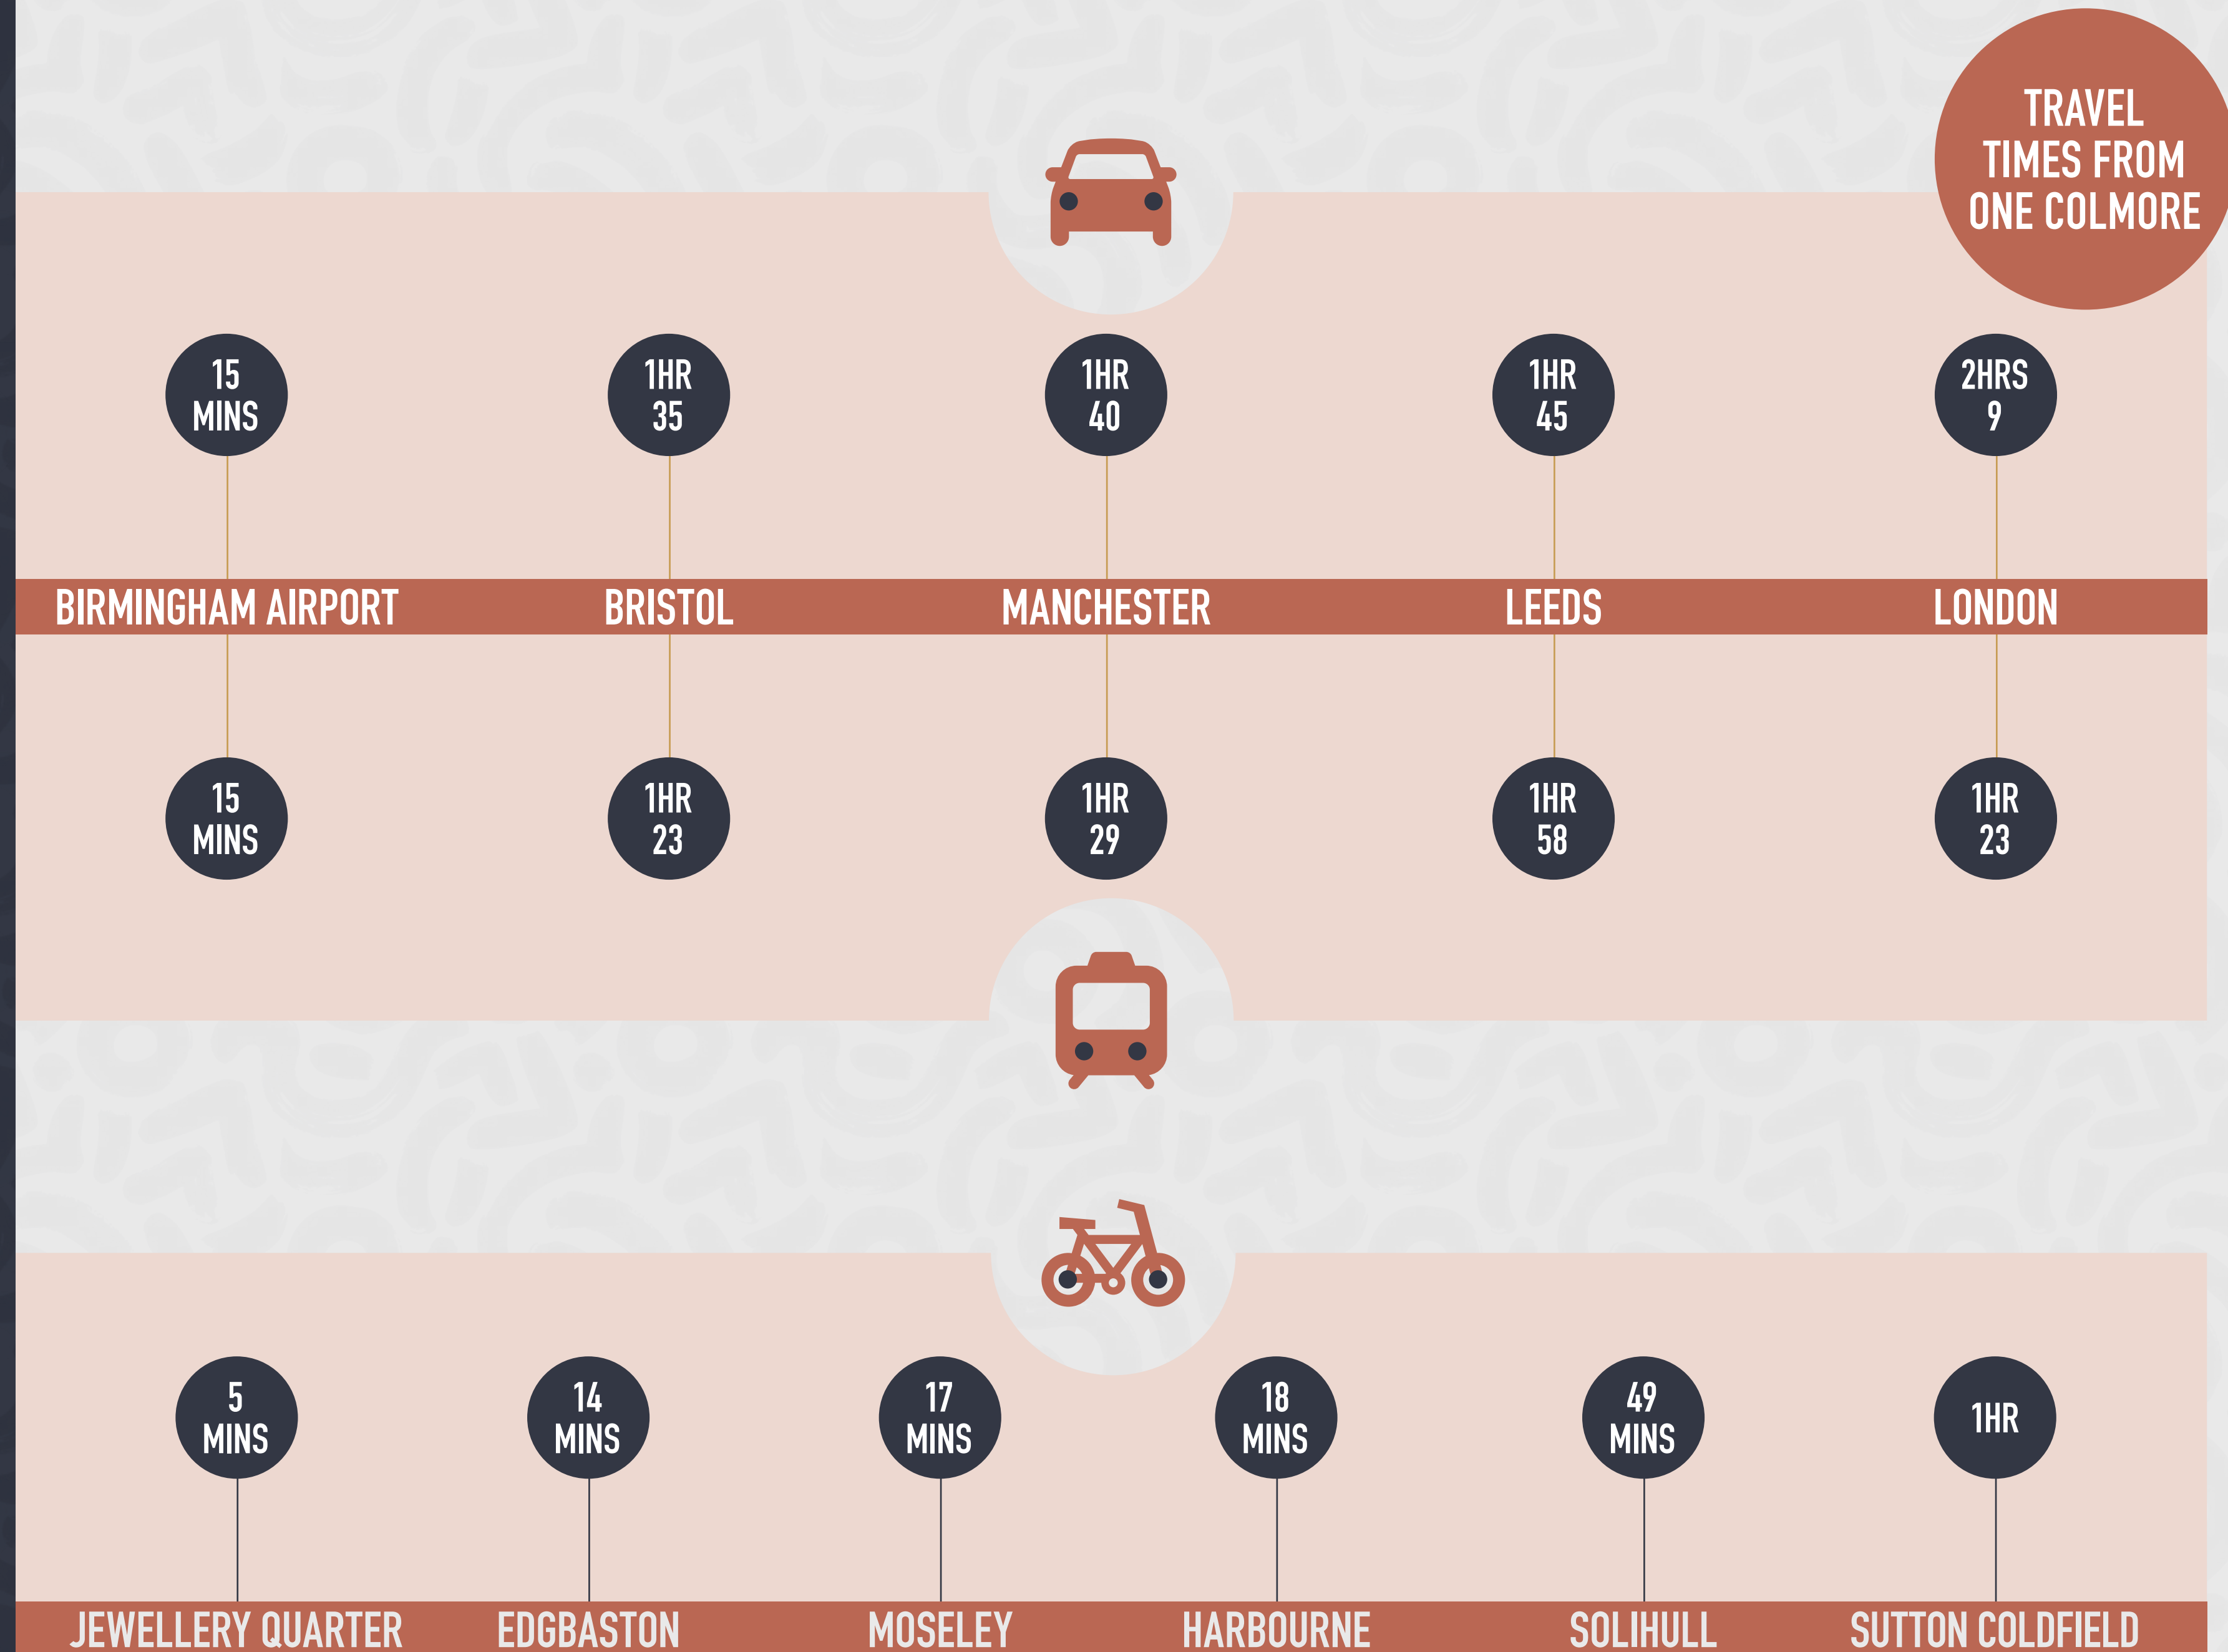 TRAVEL
TIMES FROM
ONE COLMORE
15
MINS
1HR
35
1HR
40
1HR
45
2HRS
9
BIRMINGHAM AIRPORT
BRISTOL
MANCHESTER
LEEDS
LONDON
15
MINS
1HR
23
1HR
29
1HR
58
1HR
23
5
MINS
14
MINS
17
MINS
18
MINS
49
MINS
1HR
JEWELLERY QUARTER
EDGBASTON
MOSELEY
HARBOURNE
SOLIHULL
SUTTON COLDFIELD